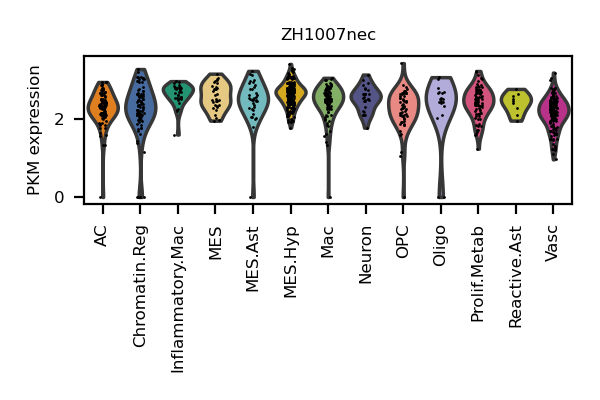 ZH1007nec
PKM expression
2
0
AC
Chromatin.Reg
Inflammatory.Mac
MES
MES.Ast
MES.Hyp
Mac
Neuron
OPC
Oligo
Prolif.Metab
Reactive.Ast
Vasc